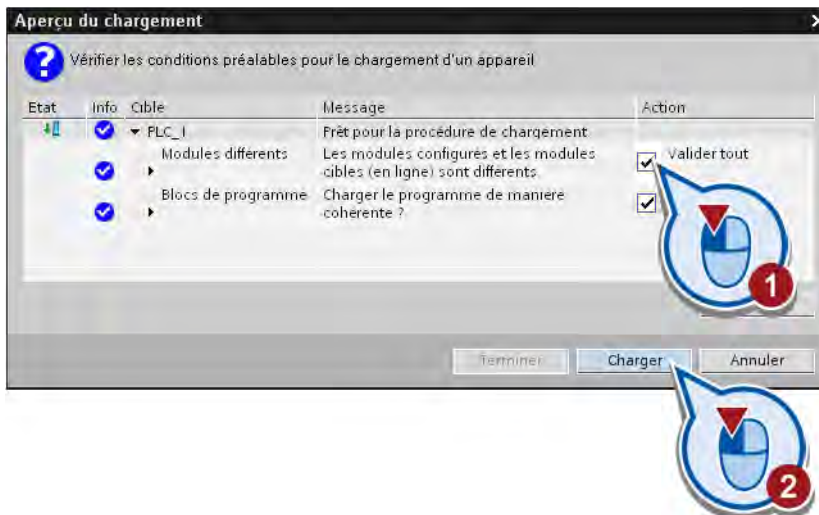 Aperçu du chargement
Vérifier les conditions préalables pour le chargement d'un appareil
Etat Info Cible Message Action
PLC_1 Prêt pour la procédure de chargement
Modules différents Les modules configurés et les modules Valider tout
cibles (en ligne) sont différents
Blocs de programme Charger le programme de manière
cohérente ?
1
Terminer Charger Annuler
2